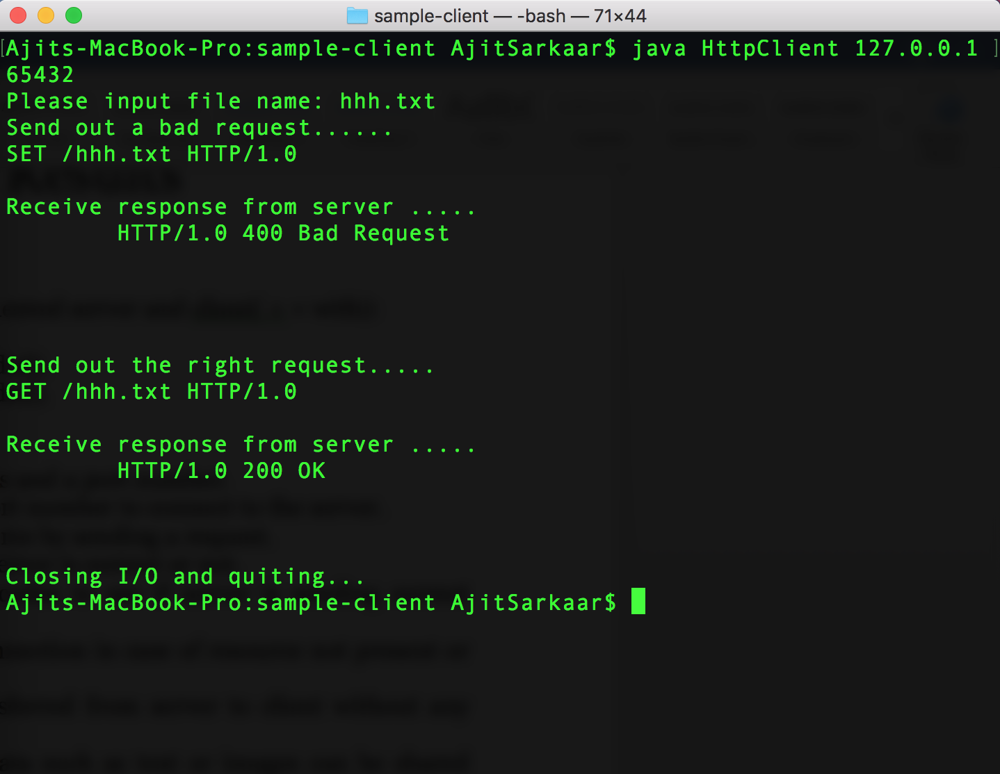 sample-client — -bash — 71×44
[Ajits-MacBook-Pro:sample-client AjitSarkaar$ java HttpClient 127.0.0.1 ]
65432
Please input file name: hhh.txt
Send out a bad request......
SET /hhh.txt HTTP/1.0
Receive response from server .....
HTTP/1.0 400 Bad Request
Send out the right request.....
GET /hhh.txt HTTP/1.0
Receive response from server .....
HTTP/1.0 200 OK
Closing I/O and quiting...
Ajits-MacBook-Pro:sample-client AjitSarkaar$